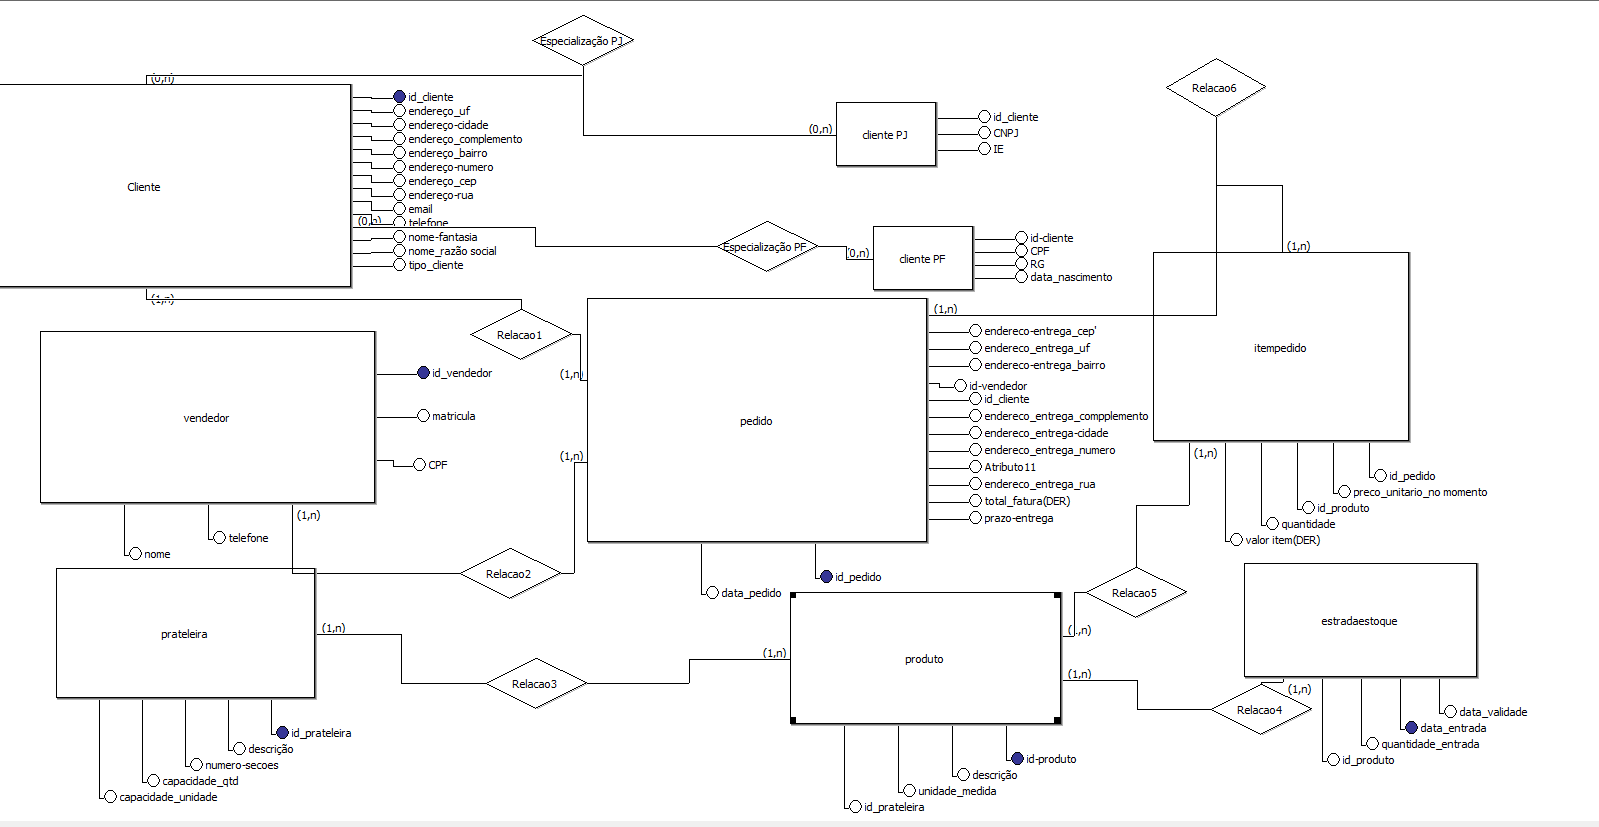 Especialização PJ
(0,n)
Cliente
id_cliente
endereço_uf
endereço-cidade
endereço_complemento
endereço_bairro
endereço-numero
endereço_cep
endereço-rua
email
telefone
(0,n)
nome-fantasia
nome_razão social
tipo_cliente
(1,n)
(0,n)
cliente PJ
id_cliente
CNPJ
IE
Especialização PF
(0,n)
cliente PF
id-cliente
CPF
RG
data_nascimento
Relacao6
(1,n)
itempedido
(1,n)
id_pedido
preco_unitario_no momento
id_produto
quantidade
valor item(DER)
Relacao1
(1,n)
(1,n)
pedido
(1,n)
endereco-entrega_cep'
endereco_entrega_uf
endereco-entrega_bairro
id-vendedor
id_cliente
endereco_entrega_compplemento
endereco_entrega-cidade
endereco_entrega_numero
Atributo11
endereco_entrega_rua
total_fatura(DER)
prazo-entrega
data_pedido
id_pedido
vendedor
id_vendedor
matricula
CPF
(1,n)
telefone
nome
Relacao2
prateleira
(1,n)
id_prateleira
descrição
numero-secoes
capacidade_qtd
capacidade_unidade
Relacao3
(1,n)
produto
(1,n)
id-produto
descrição
unidade_medida
id_prateleira
Relacao5
Relacao4
(1,n)
estradaestoque
data_validade
data_entrada
quantidade_entrada
id_produto